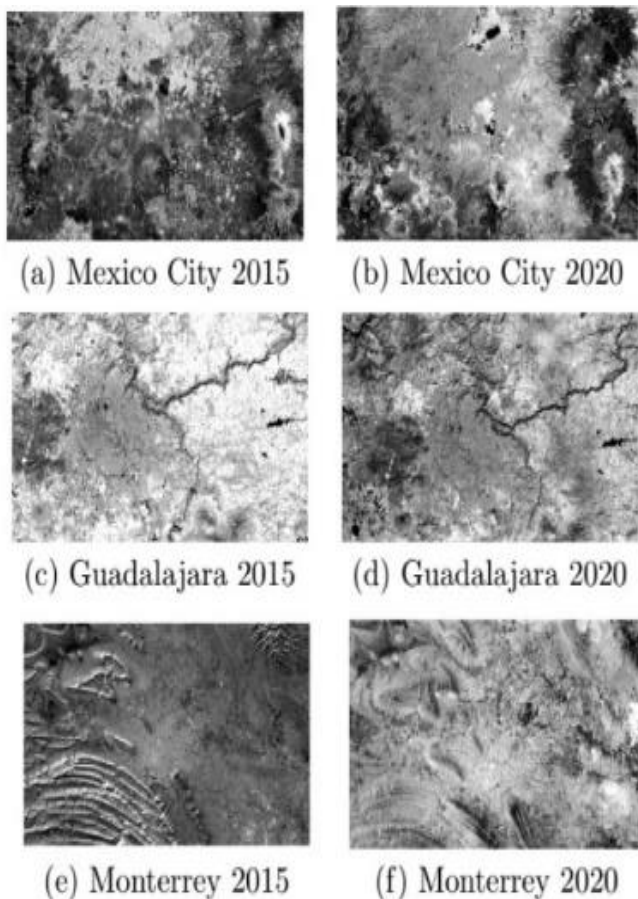 (a) Mexico City 2015
(b) Mexico City 2020
(c) Guadalajara 2015
(d) Guadalajara 2020
(e) Monterrey 2015
(f) Monterrey 2020